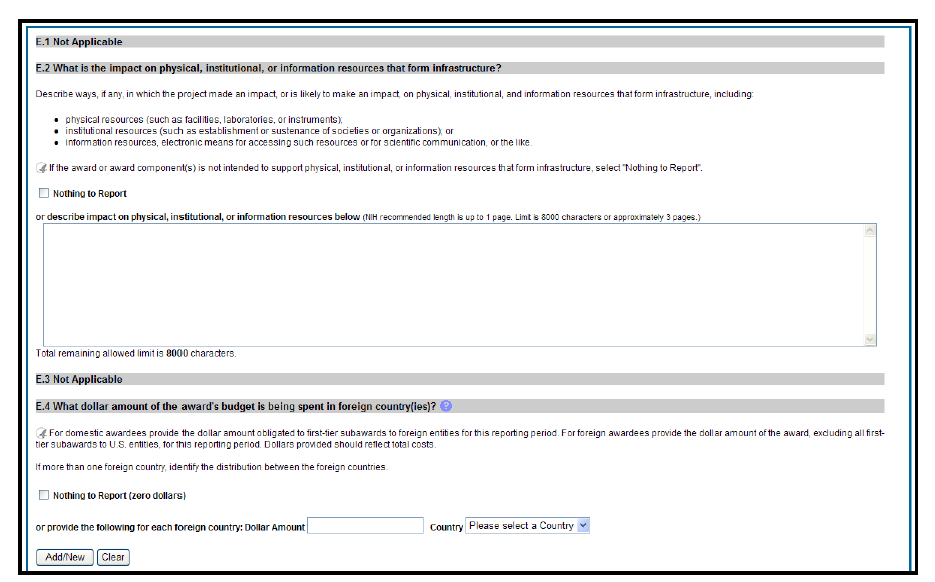 E.1 Not Applicable
E.2 What is the impact on physical, institutional, or information resources that form infrastructure?
Describe ways, if any, in which the project made an impact, or is likely to make an impact, on physical, institutional, and information resources that form infrastructure, including:
• physical resources (such as facilities, laboratories, or instruments);
• institutional resources (such as establishment or sustenance of societies or organizations); or
• information resources, electronic means for accessing such resources or for scientific communication, or the like.
If the award or award component(s) is not intended to support physical, institutional, or information resources that form infrastructure, select "Nothing to Report".
Nothing to Report
or describe impact on physical, institutional, or information resources below (NIH recommended length is up to 1 page. Limit is 8000 characters or approximately 3 pages.)
Total remaining allowed limit is 8000 characters.
E.3 Not Applicable
E.4 What dollar amount of the award's budget is being spent in foreign country(ies)? ?
For domestic awardees provide the dollar amount obligated to first-tier subawards to foreign entities for this reporting period. For foreign awardees provide the dollar amount of the award, excluding all first-
tier subawards to U.S. entities, for this reporting period. Dollars provided should reflect total costs.
If more than one foreign country, identify the distribution between the foreign countries.
Nothing to Report (zero dollars)
or provide the following for each foreign country: Dollar Amount Country Please select a Country
Add/New Clear